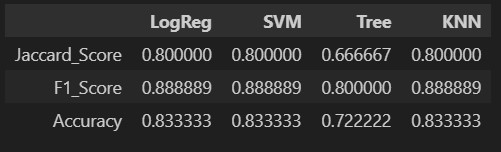 LogReg SVM Tree KNN
Jaccard_Score 0.800000 0.800000 0.666667 0.800000
F1_Score 0.888889 0.888889 0.800000 0.888889
Accuracy 0.833333 0.833333 0.722222 0.833333